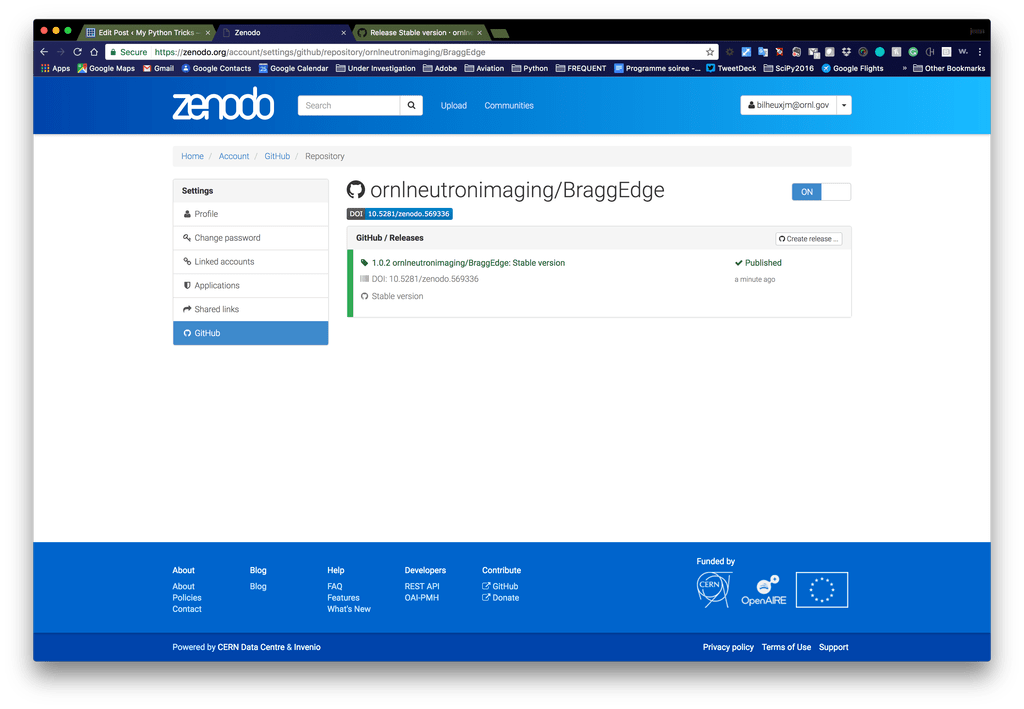 Edit Post ‹ My Python Tricks —
Zenodo
Release Stable version · ornln
Secure https://zenodo.org/account/settings/github/repository/ornlneutronimaging/BraggEdge
Apps Google Maps Gmail Google Contacts Google Calendar Under Investigation Adobe Aviation Python FREQUENT Programme soiree -... TweetDeck SciPy2016 Google Flights » Other Bookmarks
zenodo
Search
Upload Communities
bilheuxjm@ornl.gov
Home / Account / GitHub / Repository
Settings
Profile
Change password
Linked accounts
Applications
Shared links
GitHub
ornlneutronimaging/BraggEdge
ON
DOI 10.5281/zenodo.569336
GitHub / Releases
Create release ...
1.0.2 ornlneutronimaging/BraggEdge: Stable version
Published
DOI: 10.5281/zenodo.569336
a minute ago
Stable version
About
About
Policies
Contact
Blog
Blog
Help
FAQ
Features
What's New
Developers
REST API
OAI-PMH
Contribute
GitHub
Donate
Funded by
CERN
OpenAIRE
Powered by CERN Data Centre & Invenio
Privacy policy Terms of Use Support